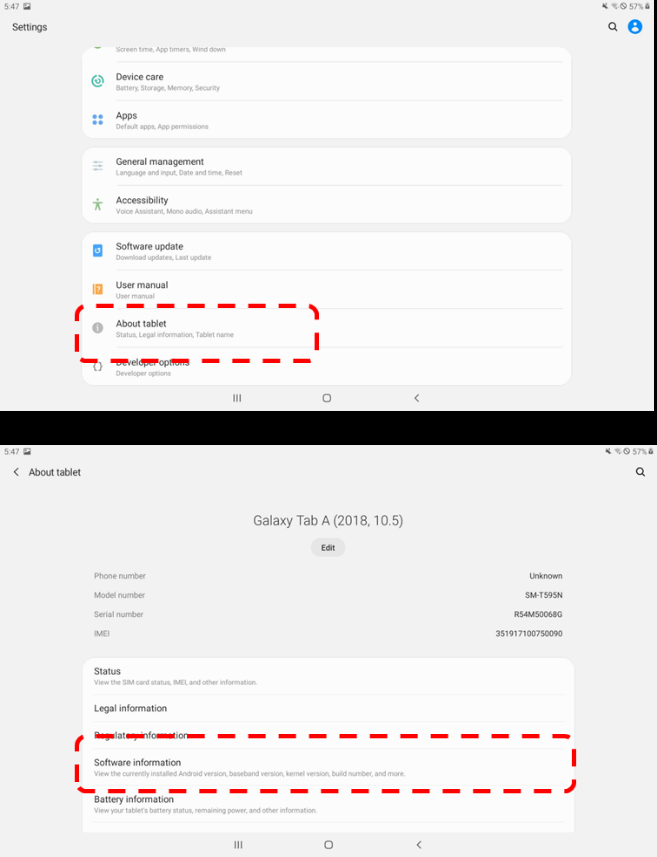 5:47
57%
Settings
Screen time, App timers, Wind down
Device care
Battery, Storage, Memory, Security
Apps
Default apps, App permissions
General management
Language and input, Date and time, Reset
Accessibility
Voice Assistant, Mono audio, Assistant menu
Software update
Download updates, Last update
User manual
User manual
About tablet
Status, Legal information, Tablet name
Developer options
Developer options
5:47
57%
About tablet
Galaxy Tab A (2018, 10.5)
Edit
Phone number
Unknown
Model number
SM-T595N
Serial number
R54M50068G
IMEI
351917100750090
Status
View the SIM card status, IMEI, and other information.
Legal information
Regulatory information
Software information
View the currently installed Android version, baseband version, kernel version, build number, and more.
Battery information
View your tablet's battery status, remaining power, and other information.